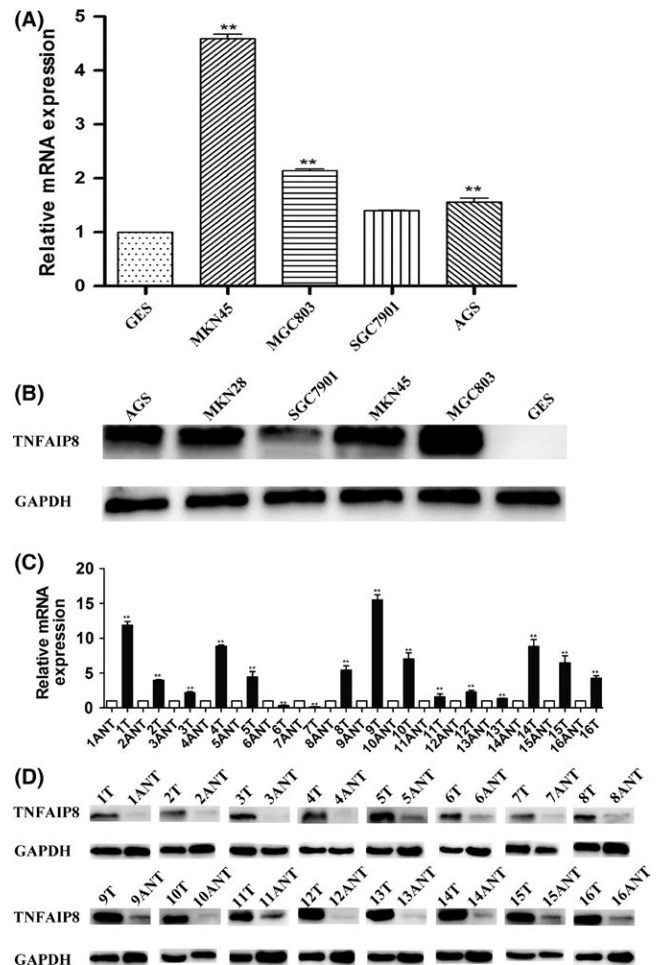 (A)
Relative mRNA expression
5
4
3
2
1
0
**
**
**
GES
MKN45
MGC803
SGC7901
AGS
(B)
AGS
MKN28
SGC7901
MKN45
MGC803
GES
TNFAIP8
GAPDH
(C)
Relative mRNA
expression
20
15
10
5
0
** ** ** ** ** ** ** ** ** ** ** ** ** ** ** **
1ANT 1T 2ANT 2T 3ANT 3T 4ANT 4T 5ANT 5T 6ANT 6T 7ANT 7T 8ANT 8T 9ANT 9T 10ANT 10T 11ANT 11T 12ANT 12T 13ANT 13T 14ANT 14T 15ANT 15T 16ANT 16T
(D)
1T 1ANT 2T 2ANT 3T 3ANT 4T 4ANT 5T 5ANT 6T 6ANT 7T 7ANT 8T 8ANT
TNFAIP8
GAPDH
9T 9ANT 10T 10ANT 11T 11ANT 12T 12ANT 13T 13ANT 14T 14ANT 15T 15ANT 16T 16ANT
TNFAIP8
GAPDH